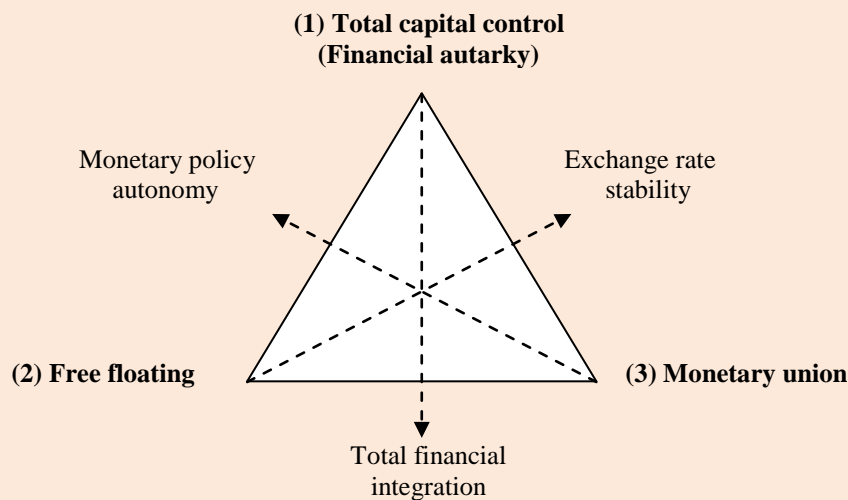 (1) Total capital control
(Financial autarky)
Monetary policy
autonomy
Exchange rate
stability
(2) Free floating
(3) Monetary union
Total financial
integration